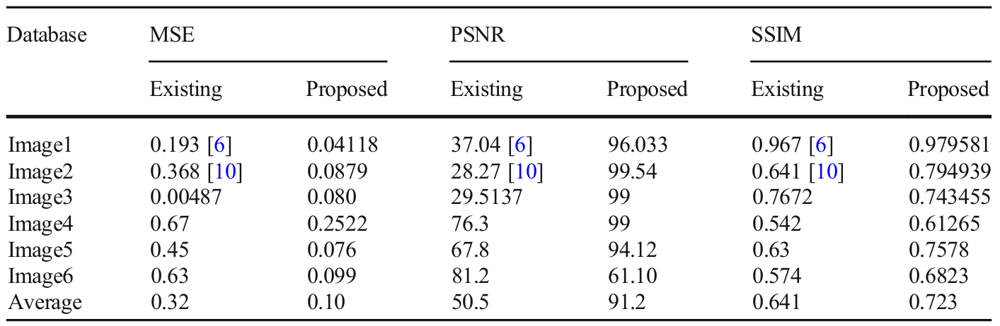 Database MSE PSNR SSIM
Existing Proposed Existing Proposed Existing Proposed
Image1 0.193 [6] 0.04118 37.04 [6] 96.033 0.967 [6] 0.979581
Image2 0.368 [10] 0.0879 28.27 [10] 99.54 0.641 [10] 0.794939
Image3 0.00487 0.080 29.5137 99 0.7672 0.743455
Image4 0.67 0.2522 76.3 99 0.542 0.61265
Image5 0.45 0.076 67.8 94.12 0.63 0.7578
Image6 0.63 0.099 81.2 61.10 0.574 0.6823
Average 0.32 0.10 50.5 91.2 0.641 0.723